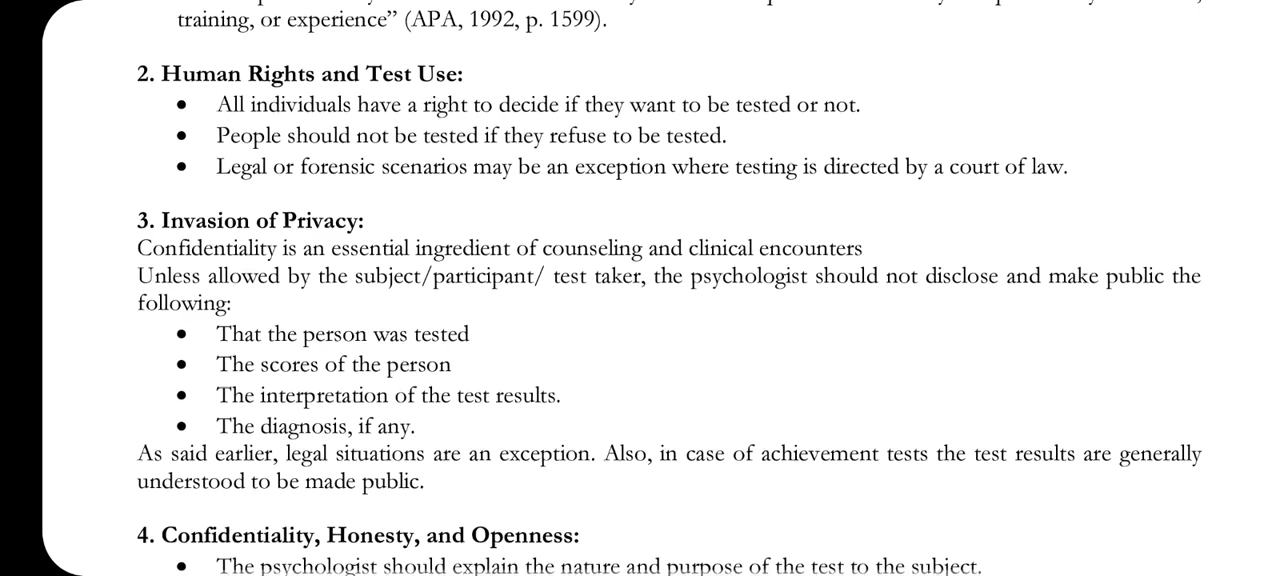 training, or experience” (APA, 1992, p. 1599).
2. Human Rights and Test Use:
• All individuals have a right to decide if they want to be tested or not.
• People should not be tested if they refuse to be tested.
• Legal or forensic scenarios may be an exception where testing is directed by a court of law.
3. Invasion of Privacy:
Confidentiality is an essential ingredient of counseling and clinical encounters
Unless allowed by the subject/participant/ test taker, the psychologist should not disclose and make public the
following:
• That the person was tested
• The scores of the person
• The interpretation of the test results.
• The diagnosis, if any.
As said earlier, legal situations are an exception. Also, in case of achievement tests the test results are generally
understood to be made public.
4. Confidentiality, Honesty, and Openness:
• The psychologist should explain the nature and purpose of the test to the subject.